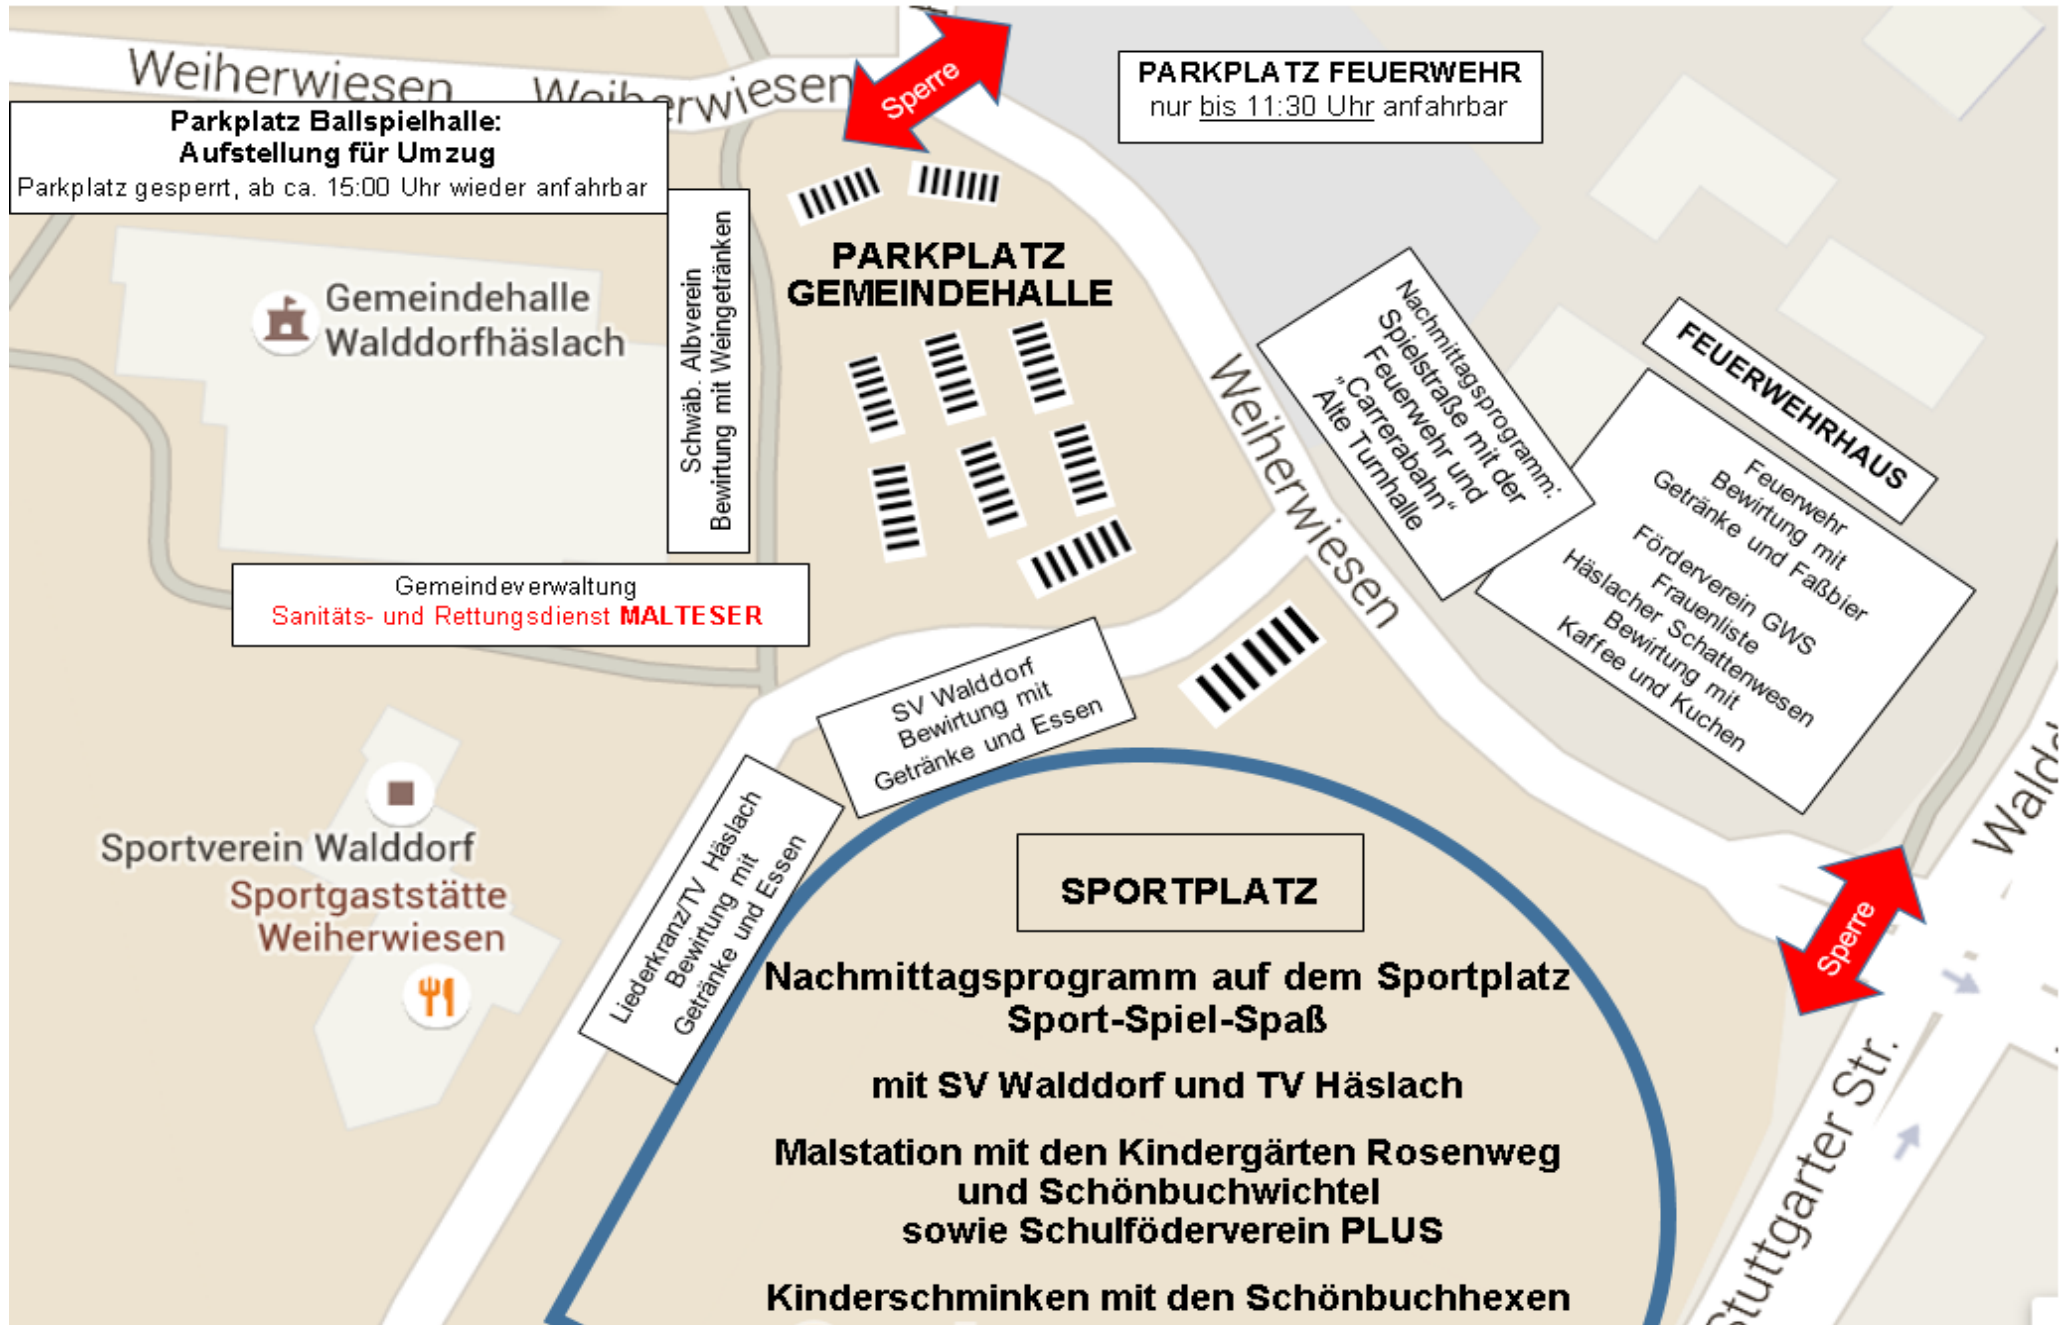 Weiherwiesen
Weiherwiesen
Sperre
PARKPLATZ FEUERWEHR
nur bis 11:30 Uhr anfahrbar
Parkplatz Ballspielhalle:
Aufstellung für Umzug
Parkplatz gesperrt, ab ca. 15:00 Uhr wieder anfahrbar
Schwäb. Albverein
Bewirtung mit Weingetränken
PARKPLATZ
GEMEINDEHALLE
Gemeindehalle
Walddorfhäslach
Nachmittagsprogramm:
Spielstraße mit der
Feuerwehr und
„Carrerabahn“
Alte Turnhalle
FEUERWEHRHAUS
Feuerwehr
Bewirtung mit
Getränke und Faßbier
Förderverein GWS
Frauenliste
Häslacher Schattenwesen
Bewirtung mit
Kaffee und Kuchen
Weiherwiesen
Gemeindeverwaltung
Sanitäts- und Rettungsdienst MALTESER
SV Walddorf
Bewirtung mit
Getränke und Essen
Liederkranz/TV Häslach
Bewirtung mit
Getränke und Essen
Sportverein Walddorf
Sportgaststätte
Weiherwiesen
SPORTPLATZ
Nachmittagsprogramm auf dem Sportplatz
Sport-Spiel-Spaß
mit SV Walddorf und TV Häslach
Malstation mit den Kindergärten Rosenweg
und Schönbuchwichtel
sowie Schulföderverein PLUS
Kinderschminken mit den Schönbuchhexen
Sperre
Stuttgarter Str.